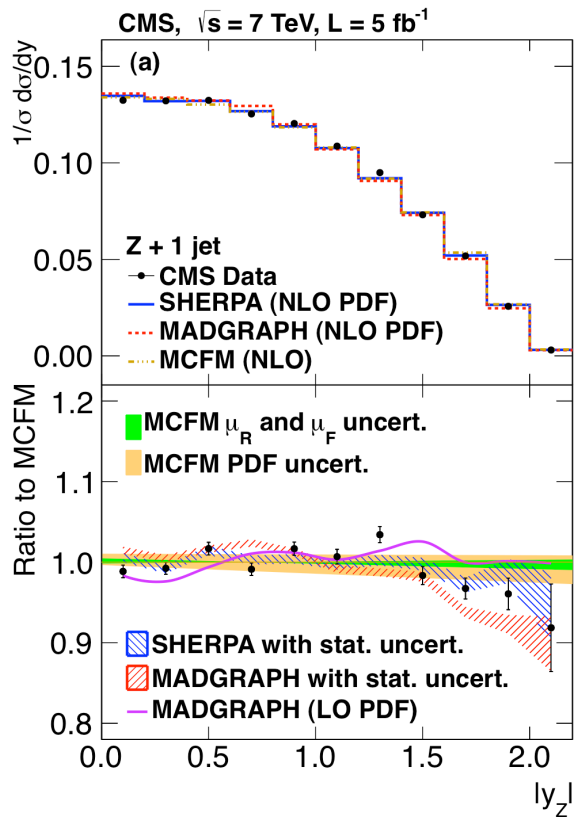 CMS, √s = 7 TeV, L = 5 fb⁻¹
(a)
1/σ dσ/dy
0.15
0.10
0.05
0.00
Z + 1 jet
CMS Data
SHERPA (NLO PDF)
MADGRAPH (NLO PDF)
MCFM (NLO)
Ratio to MCFM
1.2
1.1
1.0
0.9
0.8
MCFM μ_R and μ_F uncert.
MCFM PDF uncert.
SHERPA with stat. uncert.
MADGRAPH with stat. uncert.
MADGRAPH (LO PDF)
0.0 0.5 1.0 1.5 2.0
|y_Z|